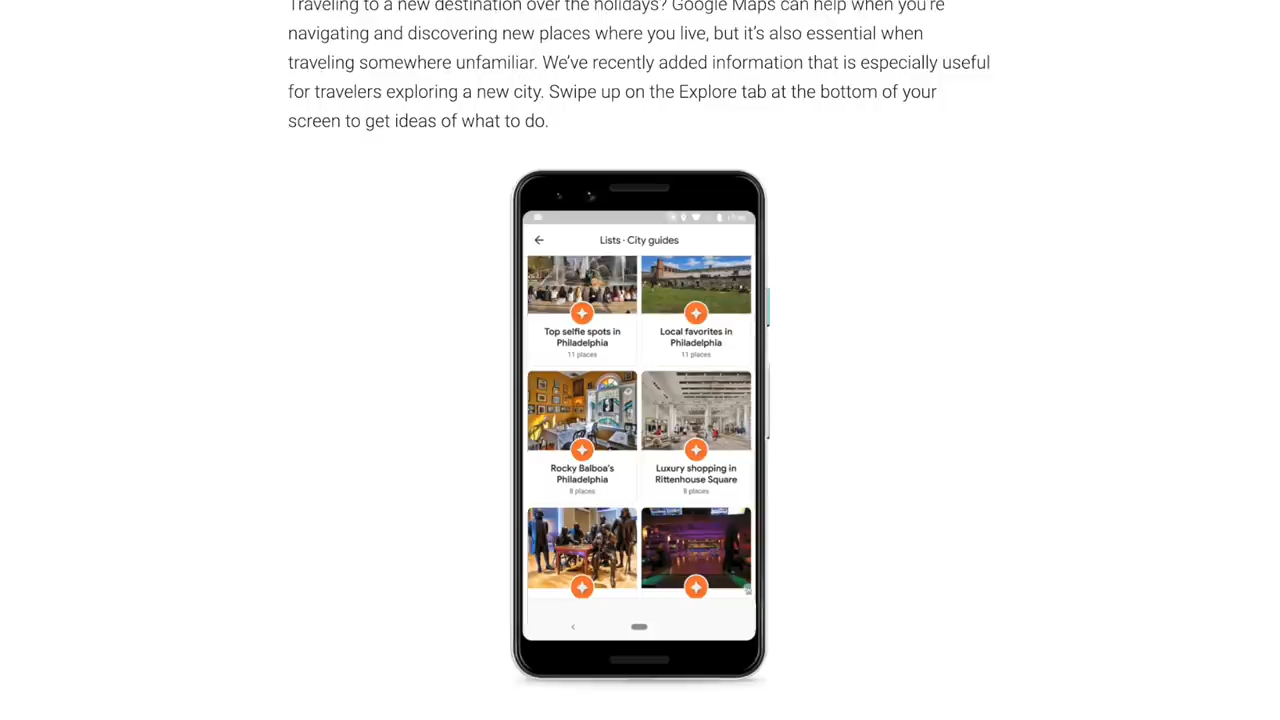 Traveling to a new destination over the holidays? Google Maps can help when you're
navigating and discovering new places where you live, but it's also essential when
traveling somewhere unfamiliar. We've recently added information that is especially useful
for travelers exploring a new city. Swipe up on the Explore tab at the bottom of your
screen to get ideas of what to do.
Lists · City guides
Top selfie spots in
Philadelphia
11 places
Local favorites in
Philadelphia
11 places
Rocky Balboa's
Philadelphia
8 places
Luxury shopping in
Rittenhouse Square
8 places